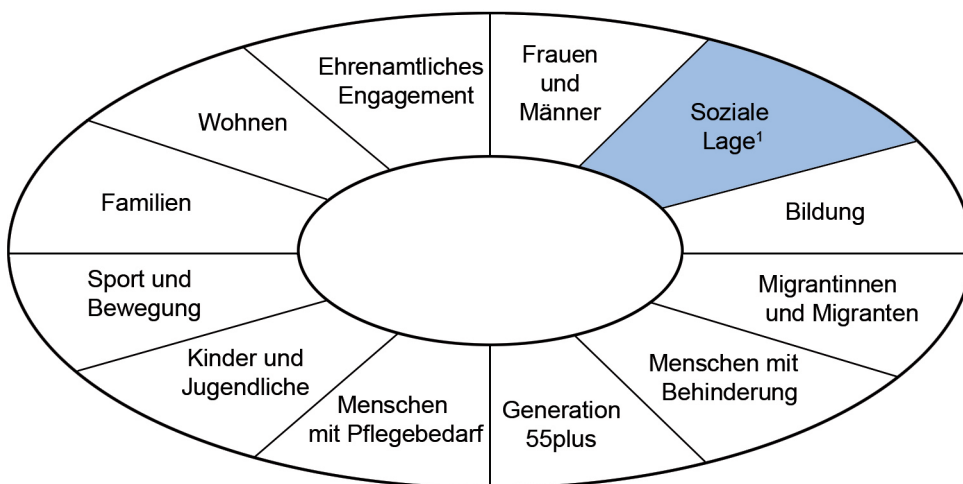 Ehrenamtliches
Engagement
Frauen
und
Männer
Soziale
Lage¹
Bildung
Migrantinnen
und Migranten
Menschen mit
Behinderung
Generation
55plus
Menschen
mit Pflegebedarf
Kinder und
Jugendliche
Sport und
Bewegung
Familien
Wohnen